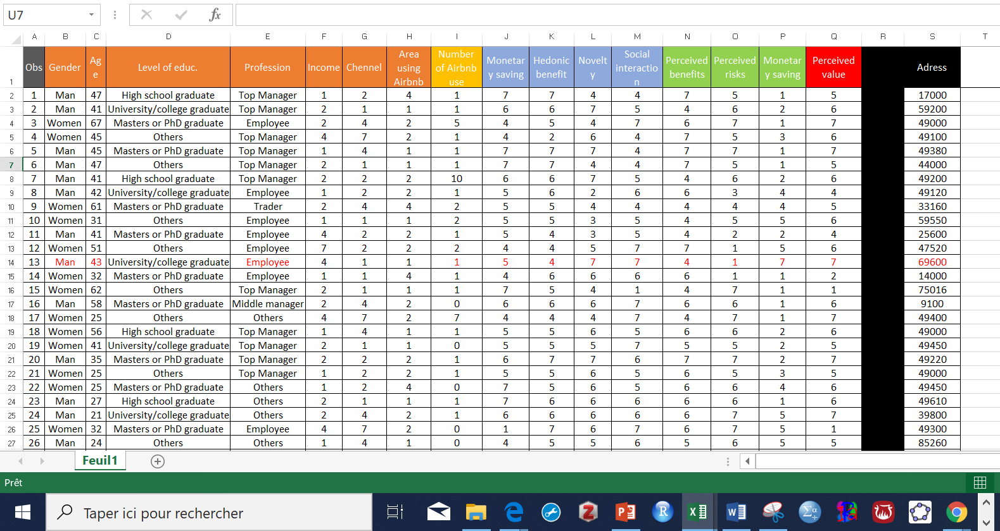 U7 fx
A B C D E F G H I J K L M N O P Q R S T
1 Obs Gender Ag e Level of educ. Profession Income Chennel Area using Airbnb Number of Airbnb use Monetar y saving Hedonic benefit Novelt y Social interactio n Perceived benefits Perceived risks Monetar y saving Perceived value Adress
2 1 Man 47 High school graduate Top Manager 1 2 4 1 7 7 4 4 7 5 1 5 17000
3 2 Man 41 University/college graduate Top Manager 2 1 1 1 6 6 7 5 4 6 2 6 59200
4 3 Women 67 Masters or PhD graduate Employee 2 4 2 5 4 5 4 7 6 7 1 7 49000
5 4 Women 45 Others Top Manager 4 7 2 1 4 2 6 4 7 5 3 6 49100
6 5 Man 45 Masters or PhD graduate Top Manager 1 4 1 1 7 7 7 4 7 7 1 7 49380
7 6 Man 47 Others Top Manager 2 1 1 1 7 7 4 4 7 5 1 5 44000
8 7 Man 41 High school graduate Top Manager 2 2 2 10 6 6 7 5 4 6 2 6 49200
9 8 Man 42 University/college graduate Employee 1 2 2 1 5 6 2 6 6 3 4 4 49120
10 9 Women 61 Masters or PhD graduate Trader 2 4 4 2 5 5 4 4 4 4 4 5 33160
11 10 Women 31 Others Employee 1 1 1 2 5 5 3 5 4 5 5 6 59550
12 11 Man 41 Masters or PhD graduate Employee 4 2 2 1 5 4 3 5 4 2 2 4 25600
13 12 Women 51 Others Employee 7 2 2 2 4 4 5 7 7 1 5 6 47520
14 13 Man 43 University/college graduate Employee 4 1 1 1 5 4 7 7 4 1 7 7 69600
15 14 Women 32 Masters or PhD graduate Employee 1 1 4 1 4 6 6 6 6 1 1 2 14000
16 15 Women 62 Others Top Manager 2 1 1 1 7 5 4 1 4 7 1 1 75016
17 16 Man 58 Masters or PhD graduate Middle manager 2 4 2 0 6 6 6 7 6 6 1 6 9100
18 17 Women 25 Others Others 4 7 2 7 4 4 4 7 4 7 1 7 49400
19 18 Women 56 High school graduate Top Manager 1 4 1 1 5 5 6 5 6 6 2 6 49000
20 19 Women 41 University/college graduate Top Manager 2 1 1 0 5 5 5 7 5 5 2 5 49450
21 20 Man 35 Masters or PhD graduate Top Manager 2 2 2 1 6 7 7 6 7 7 2 7 49220
22 21 Women 25 Others Top Manager 1 2 2 1 5 5 6 5 6 5 3 5 49000
23 22 Women 25 Masters or PhD graduate Others 1 2 4 0 7 5 6 5 6 6 4 6 49450
24 23 Man 27 High school graduate Others 2 1 1 1 7 6 6 6 6 6 1 6 49610
25 24 Man 21 University/college graduate Others 2 4 2 1 6 6 6 6 6 7 5 7 39800
26 25 Women 32 Masters or PhD graduate Employee 4 7 2 0 1 7 6 7 6 7 5 1 49300
27 26 Man 24 Others Others 1 4 1 0 4 5 5 6 5 6 5 5 85260
Feuil1
Prêt
Taper ici pour rechercher